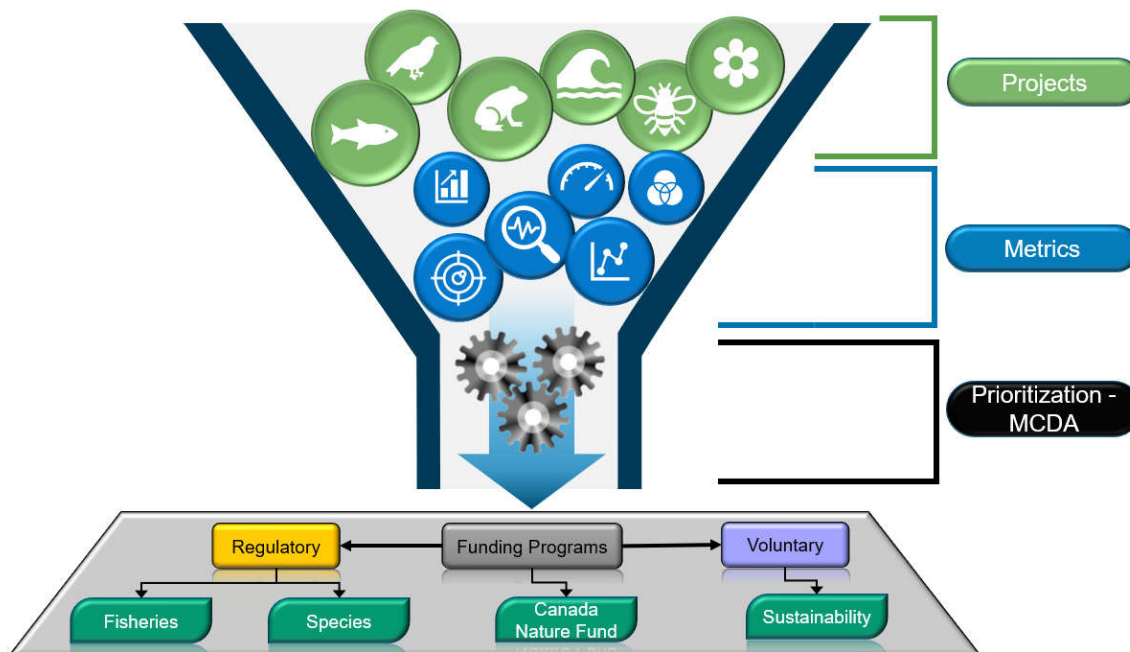 Projects
Metrics
Prioritization -
MCDA
Regulatory
Funding Programs
Voluntary
Fisheries
Species
Canada
Nature Fund
Sustainability